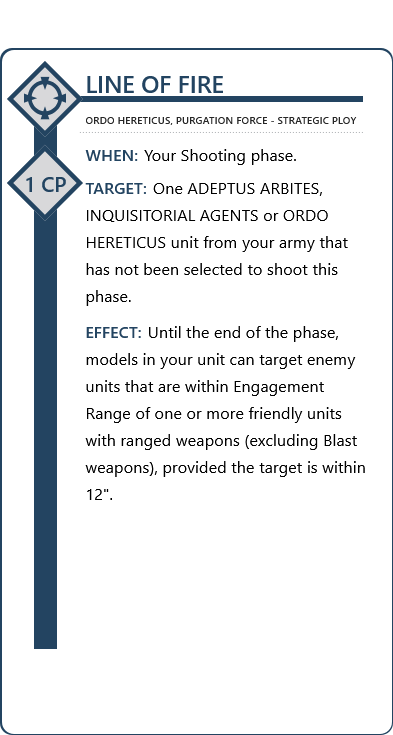 LINE OF FIRE
ORDO HERETICUS, PURGATION FORCE - STRATEGIC PLOY
1 CP
WHEN: Your Shooting phase.
TARGET: One ADEPTUS ARBITES,
INQUISITORIAL AGENTS or ORDO
HERETICUS unit from your army that
has not been selected to shoot this
phase.
EFFECT: Until the end of the phase,
models in your unit can target enemy
units that are within Engagement
Range of one or more friendly units
with ranged weapons (excluding Blast
weapons), provided the target is within
12".